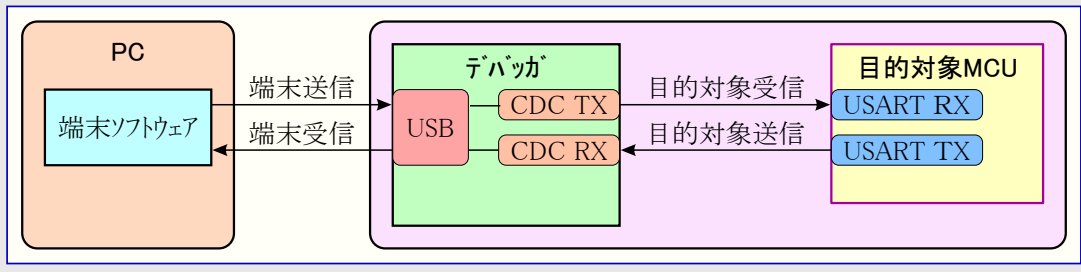 PC
端末ソフトウェア
端末送信
端末受信
デバッガ
USB
CDC TX
CDC RX
目的対象受信
目的対象送信
目的対象MCU
USART RX
USART TX